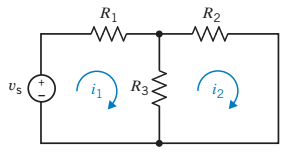 R₁ R₂
vₛ + − i₁ R₃ i₂